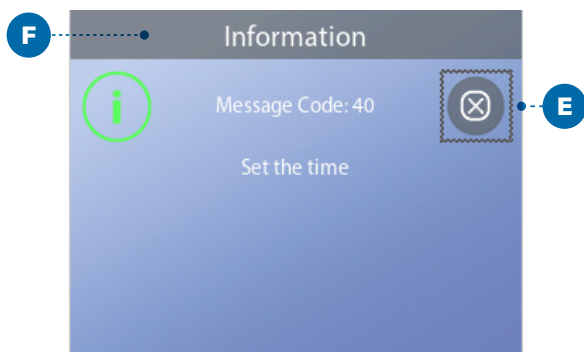 F
Information
Message Code: 40
E
Set the time